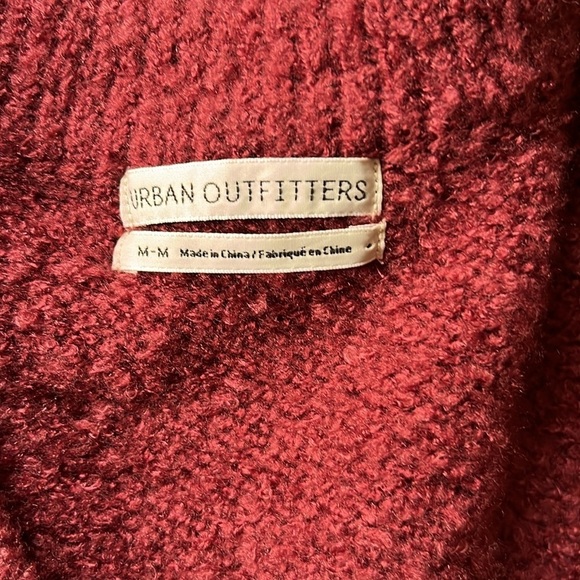 URBAN OUTFITTERS
M-M Made in China / Fabriqué en Chine